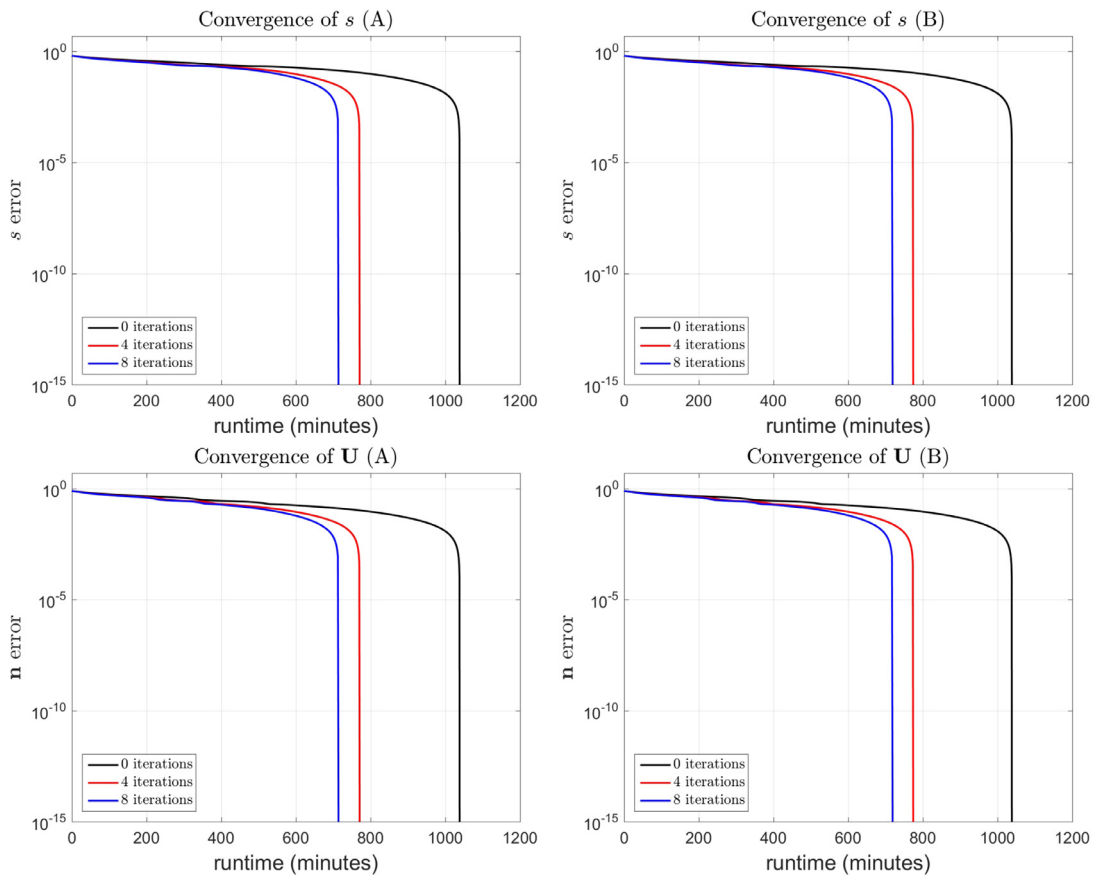 Convergence of s (A)
s error
10^0
10^-5
10^-10
10^-15
0 iterations
4 iterations
8 iterations
0 200 400 600 800 1000 1200
runtime (minutes)
Convergence of s (B)
s error
10^0
10^-5
10^-10
10^-15
0 iterations
4 iterations
8 iterations
0 200 400 600 800 1000 1200
runtime (minutes)
Convergence of U (A)
n error
10^0
10^-5
10^-10
10^-15
0 iterations
4 iterations
8 iterations
0 200 400 600 800 1000 1200
runtime (minutes)
Convergence of U (B)
n error
10^0
10^-5
10^-10
10^-15
0 iterations
4 iterations
8 iterations
0 200 400 600 800 1000 1200
runtime (minutes)